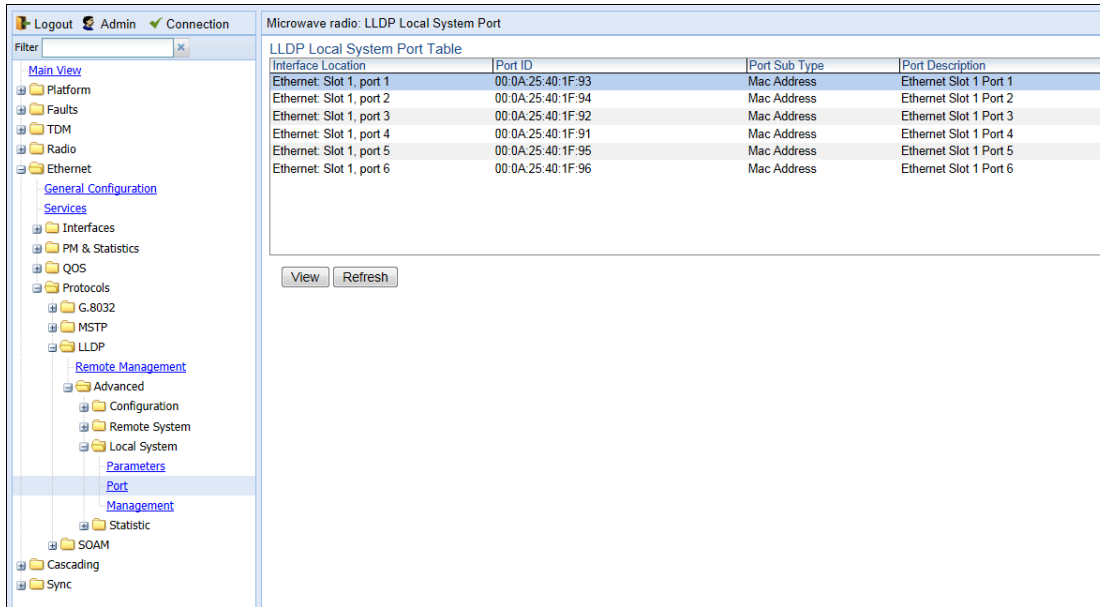 Logout Admin Connection
Filter
Main View
Platform
Faults
TDM
Radio
Ethernet
General Configuration
Services
Interfaces
PM & Statistics
QOS
Protocols
G.8032
MSTP
LLDP
Remote Management
Advanced
Configuration
Remote System
Local System
Parameters
Port
Management
Statistic
SOAM
Cascading
Sync
Microwave radio: LLDP Local System Port
LLDP Local System Port Table
Interface Location Port ID Port Sub Type Port Description
Ethernet: Slot 1, port 1 00:0A:25:40:1F:93 Mac Address Ethernet Slot 1 Port 1
Ethernet: Slot 1, port 2 00:0A:25:40:1F:94 Mac Address Ethernet Slot 1 Port 2
Ethernet: Slot 1, port 3 00:0A:25:40:1F:92 Mac Address Ethernet Slot 1 Port 3
Ethernet: Slot 1, port 4 00:0A:25:40:1F:91 Mac Address Ethernet Slot 1 Port 4
Ethernet: Slot 1, port 5 00:0A:25:40:1F:95 Mac Address Ethernet Slot 1 Port 5
Ethernet: Slot 1, port 6 00:0A:25:40:1F:96 Mac Address Ethernet Slot 1 Port 6
View Refresh